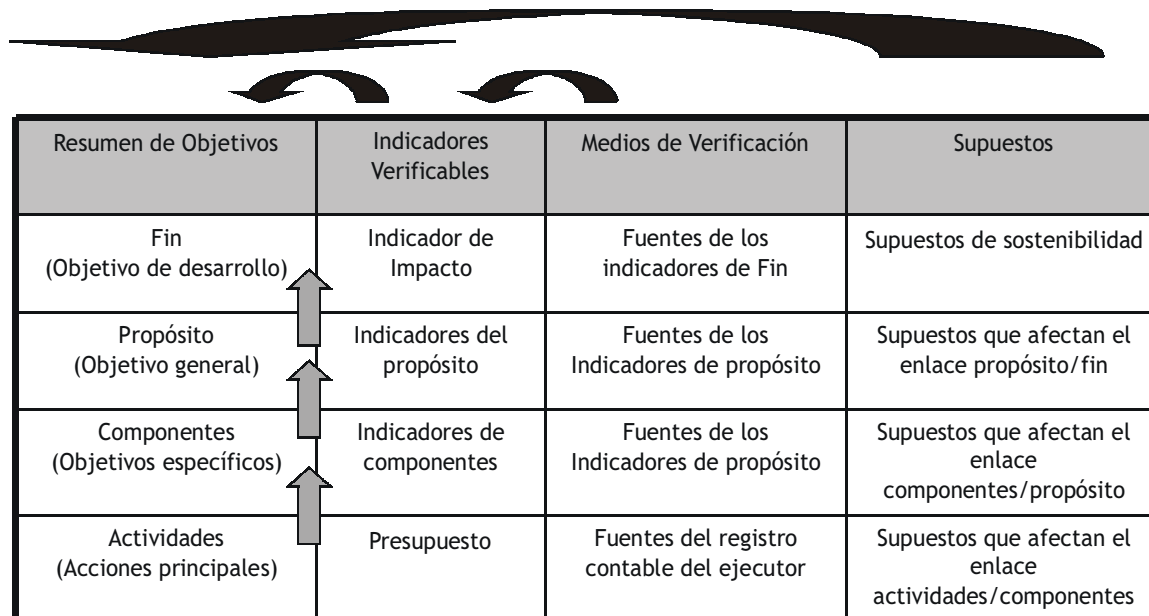 Resumen de Objetivos
Indicadores
Verificables
Medios de Verificación
Supuestos
Fin
(Objetivo de desarrollo)
Indicador de
Impacto
Fuentes de los
indicadores de Fin
Supuestos de sostenibilidad
Propósito
(Objetivo general)
Indicadores del
propósito
Fuentes de los
Indicadores de propósito
Supuestos que afectan el
enlace propósito/fin
Componentes
(Objetivos específicos)
Indicadores de
componentes
Fuentes de los
Indicadores de propósito
Supuestos que afectan el
enlace
componentes/propósito
Actividades
(Acciones principales)
Presupuesto
Fuentes del registro
contable del ejecutor
Supuestos que afectan el
enlace
actividades/componentes